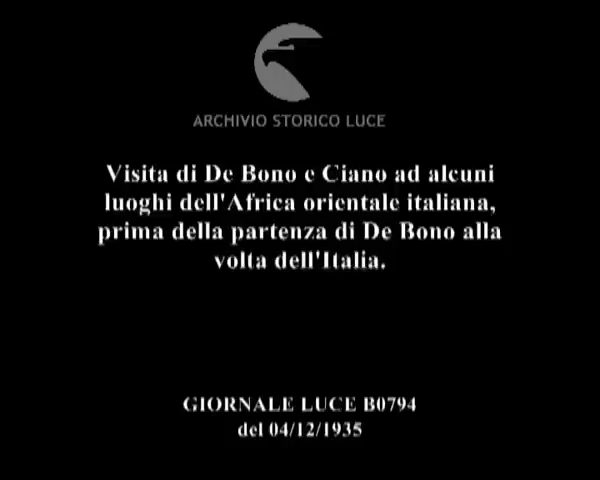 ARCHIVIO STORICO LUCE
Visita di De Bono e Ciano ad alcuni
luoghi dell'Africa orientale italiana,
prima della partenza di De Bono alla
volta dell'Italia.
GIORNALE LUCE B0794
del 04/12/1935